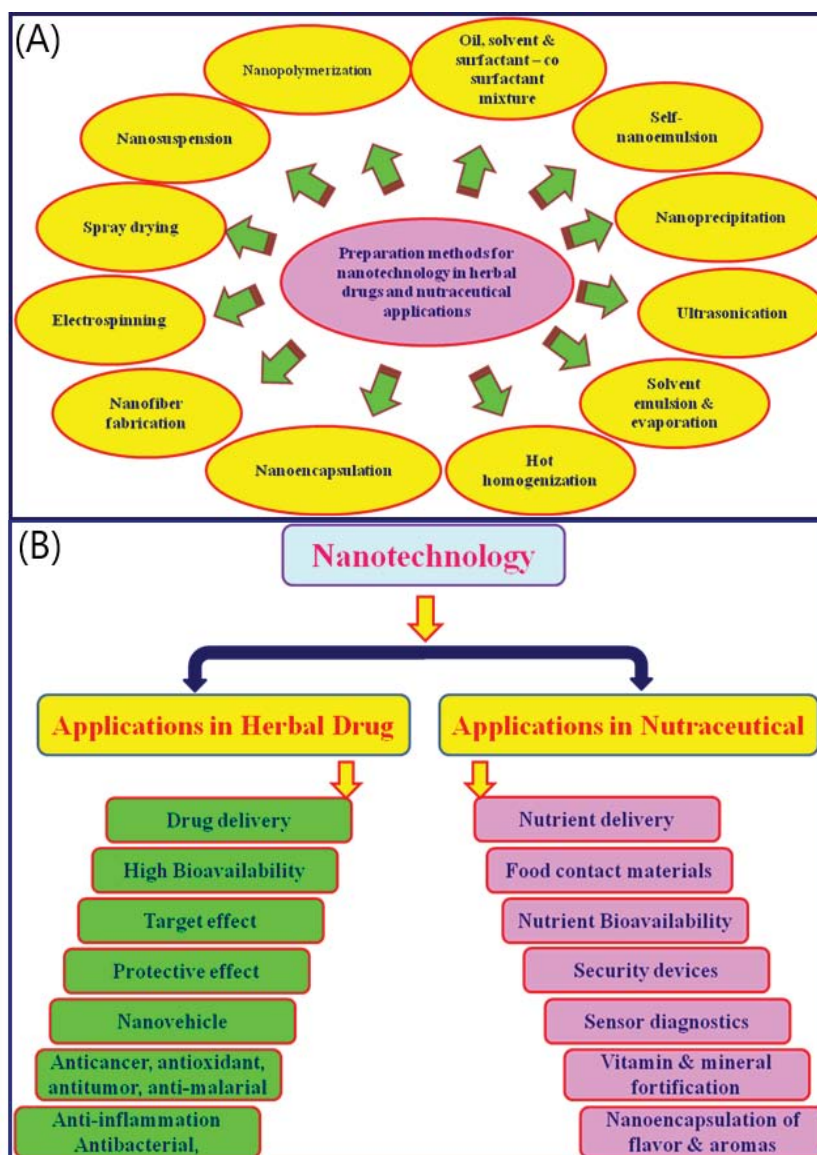 (A)
Nanopolymerization
Oil, solvent &
surfactant – co
surfactant
mixture
Self-
nanoemulsion
Nanoprecipitation
Ultrasonication
Solvent
emulsion &
evaporation
Hot
homogenization
Nanoencapsulation
Nanofiber
fabrication
Electrospinning
Spray drying
Nanosuspension
Preparation methods for
nanotechnology in herbal
drugs and nutraceutical
applications
(B)
Nanotechnology
Applications in Herbal Drug
Drug delivery
High Bioavailability
Target effect
Protective effect
Nanovehicle
Anticancer, antioxidant,
antitumor, anti-malarial
Anti-inflammation
Antibacterial,
Applications in Nutraceutical
Nutrient delivery
Food contact materials
Nutrient Bioavailability
Security devices
Sensor diagnostics
Vitamin & mineral
fortification
Nanoencapsulation of
flavor & aromas